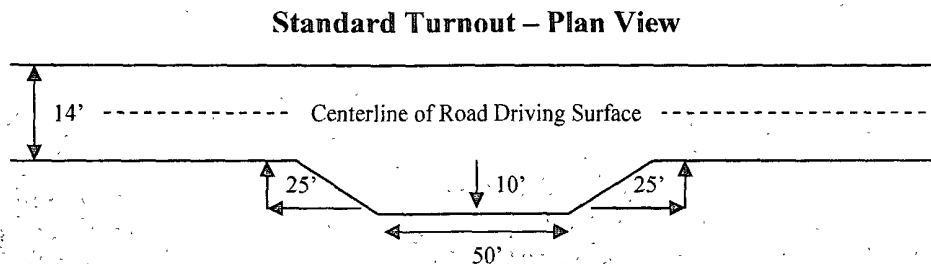 Standard Turnout – Plan View
14'
Centerline of Road Driving Surface
25'
10'
25'
50'